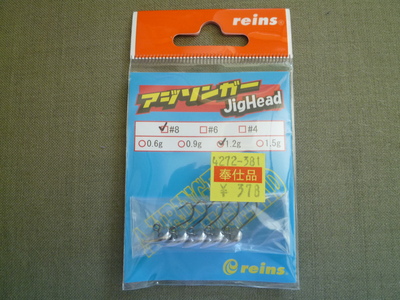 reins
アジソンガー
JigHead
#8 #6 #4
0.6g 0.9g 1.2g 1.5g
4272-381
奉仕品
¥378
reins